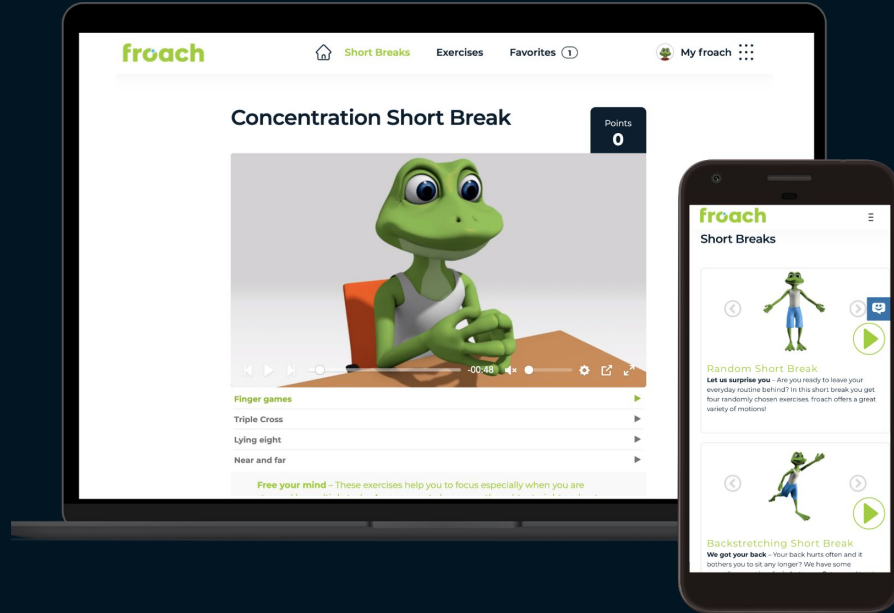 froach
Short Breaks
Exercises
Favorites 1
My froach
Concentration Short Break
Points
0
-00:48
Finger games
Triple Cross
Lying eight
Near and far
Free your mind – These exercises help you to focus especially when you are
froach
Short Breaks
Random Short Break
Let us surprise you – Are you ready to leave your
everyday routine behind? In this short break you get
four randomly chosen exercises. froach offers a great
variety of motions!
Backstretching Short Break
We got your back – Your back hurts often and it
bothers you to sit any longer? We have some